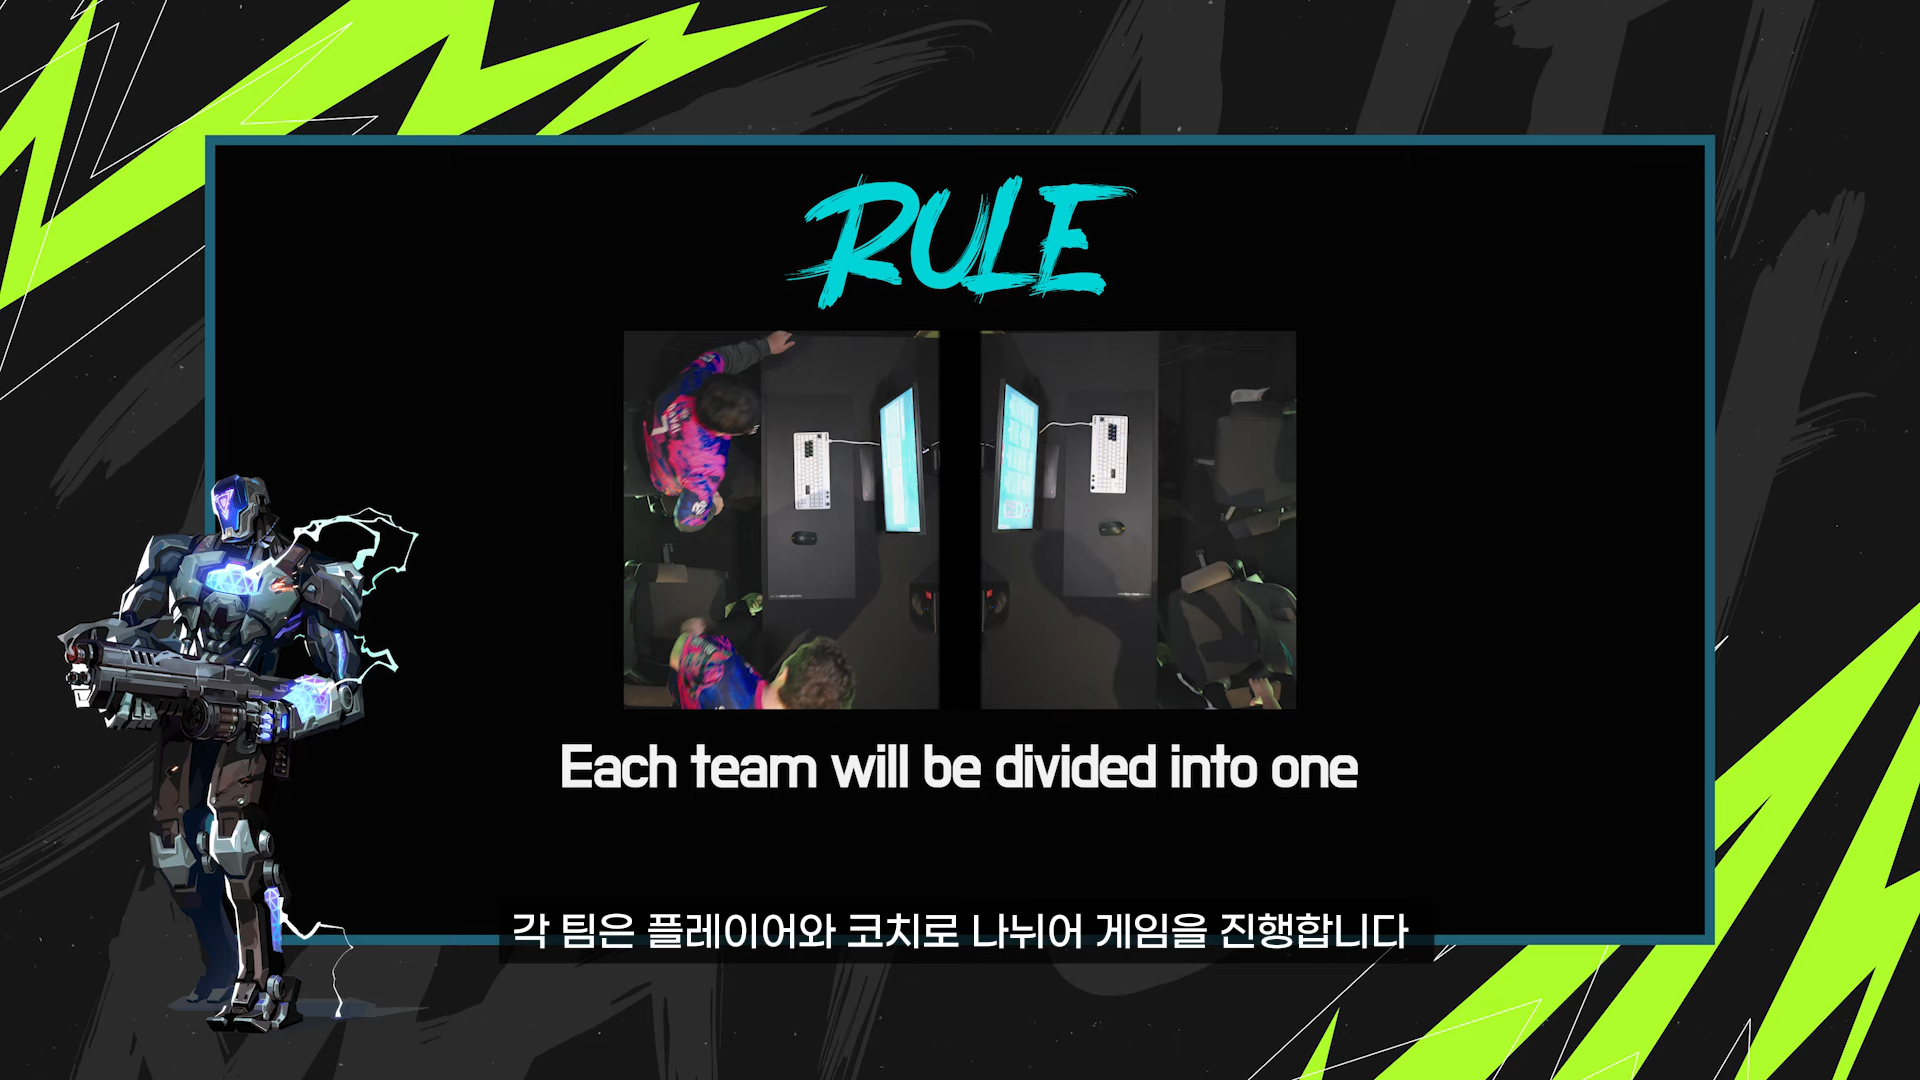 RULE
Each team will be divided into one
각 팀은 플레이어와 코치로 나뉘어 게임을 진행합니다